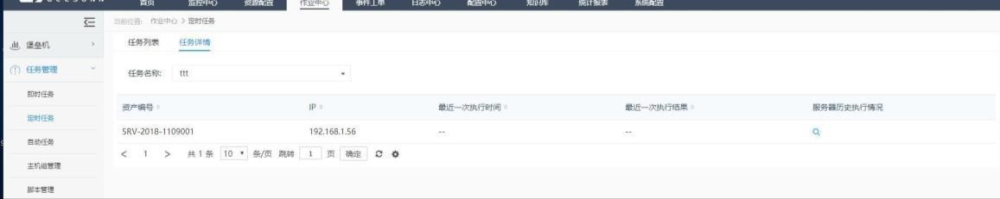 首页 监控中心 资源配置 作业中心 事件工单 日志中心 配置中心 知识库 统计报表 系统配置
当前位置: 作业中心 > 定时任务
堡垒机
任务管理
即时任务
定时任务
自动任务
主机组管理
脚本管理
任务列表 任务详情
任务名称: ttt
资产编号 IP 最近一次执行时间 最近一次执行结果 服务器历史执行情况
SRV-2018-1109001 192.168.1.56 -- --
< 1 > 共 1 条 10 条/页 跳转 1 页 确定